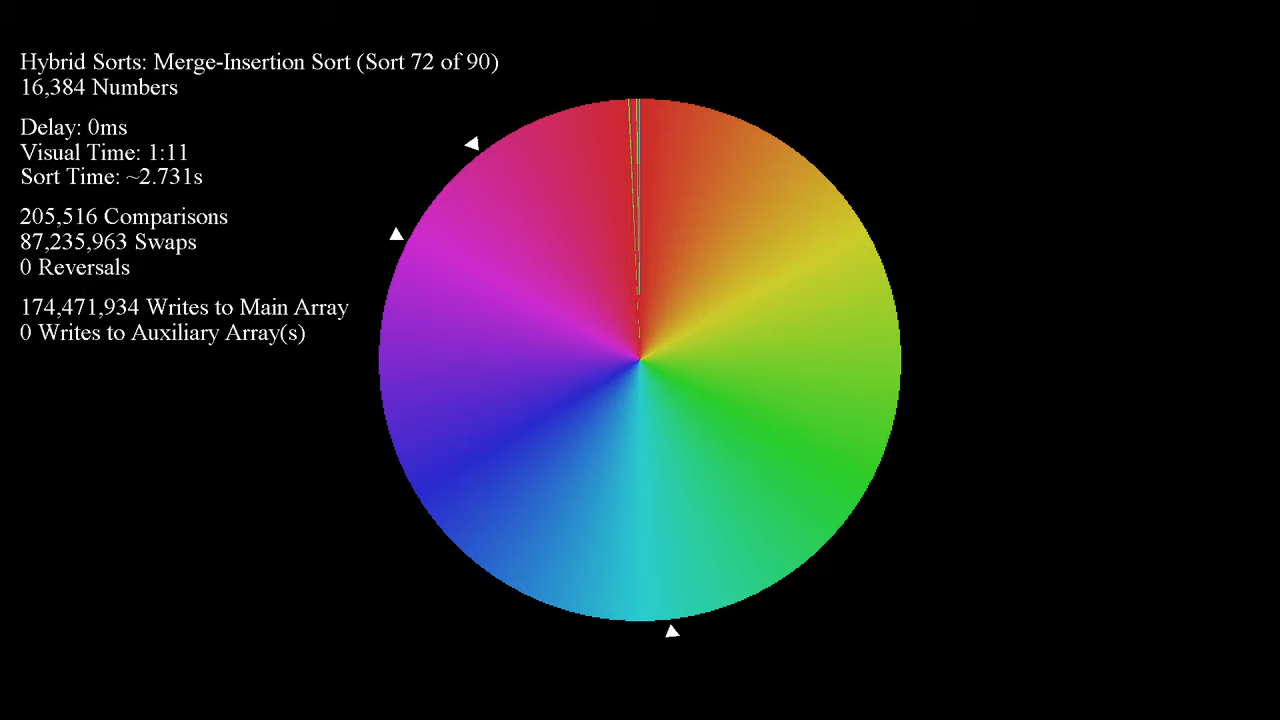 Hybrid Sorts: Merge-Insertion Sort (Sort 72 of 90)
16,384 Numbers
Delay: 0ms
Visual Time: 1:11
Sort Time: ~2.731s
205,516 Comparisons
87,235,963 Swaps
0 Reversals
174,471,934 Writes to Main Array
0 Writes to Auxiliary Array(s)